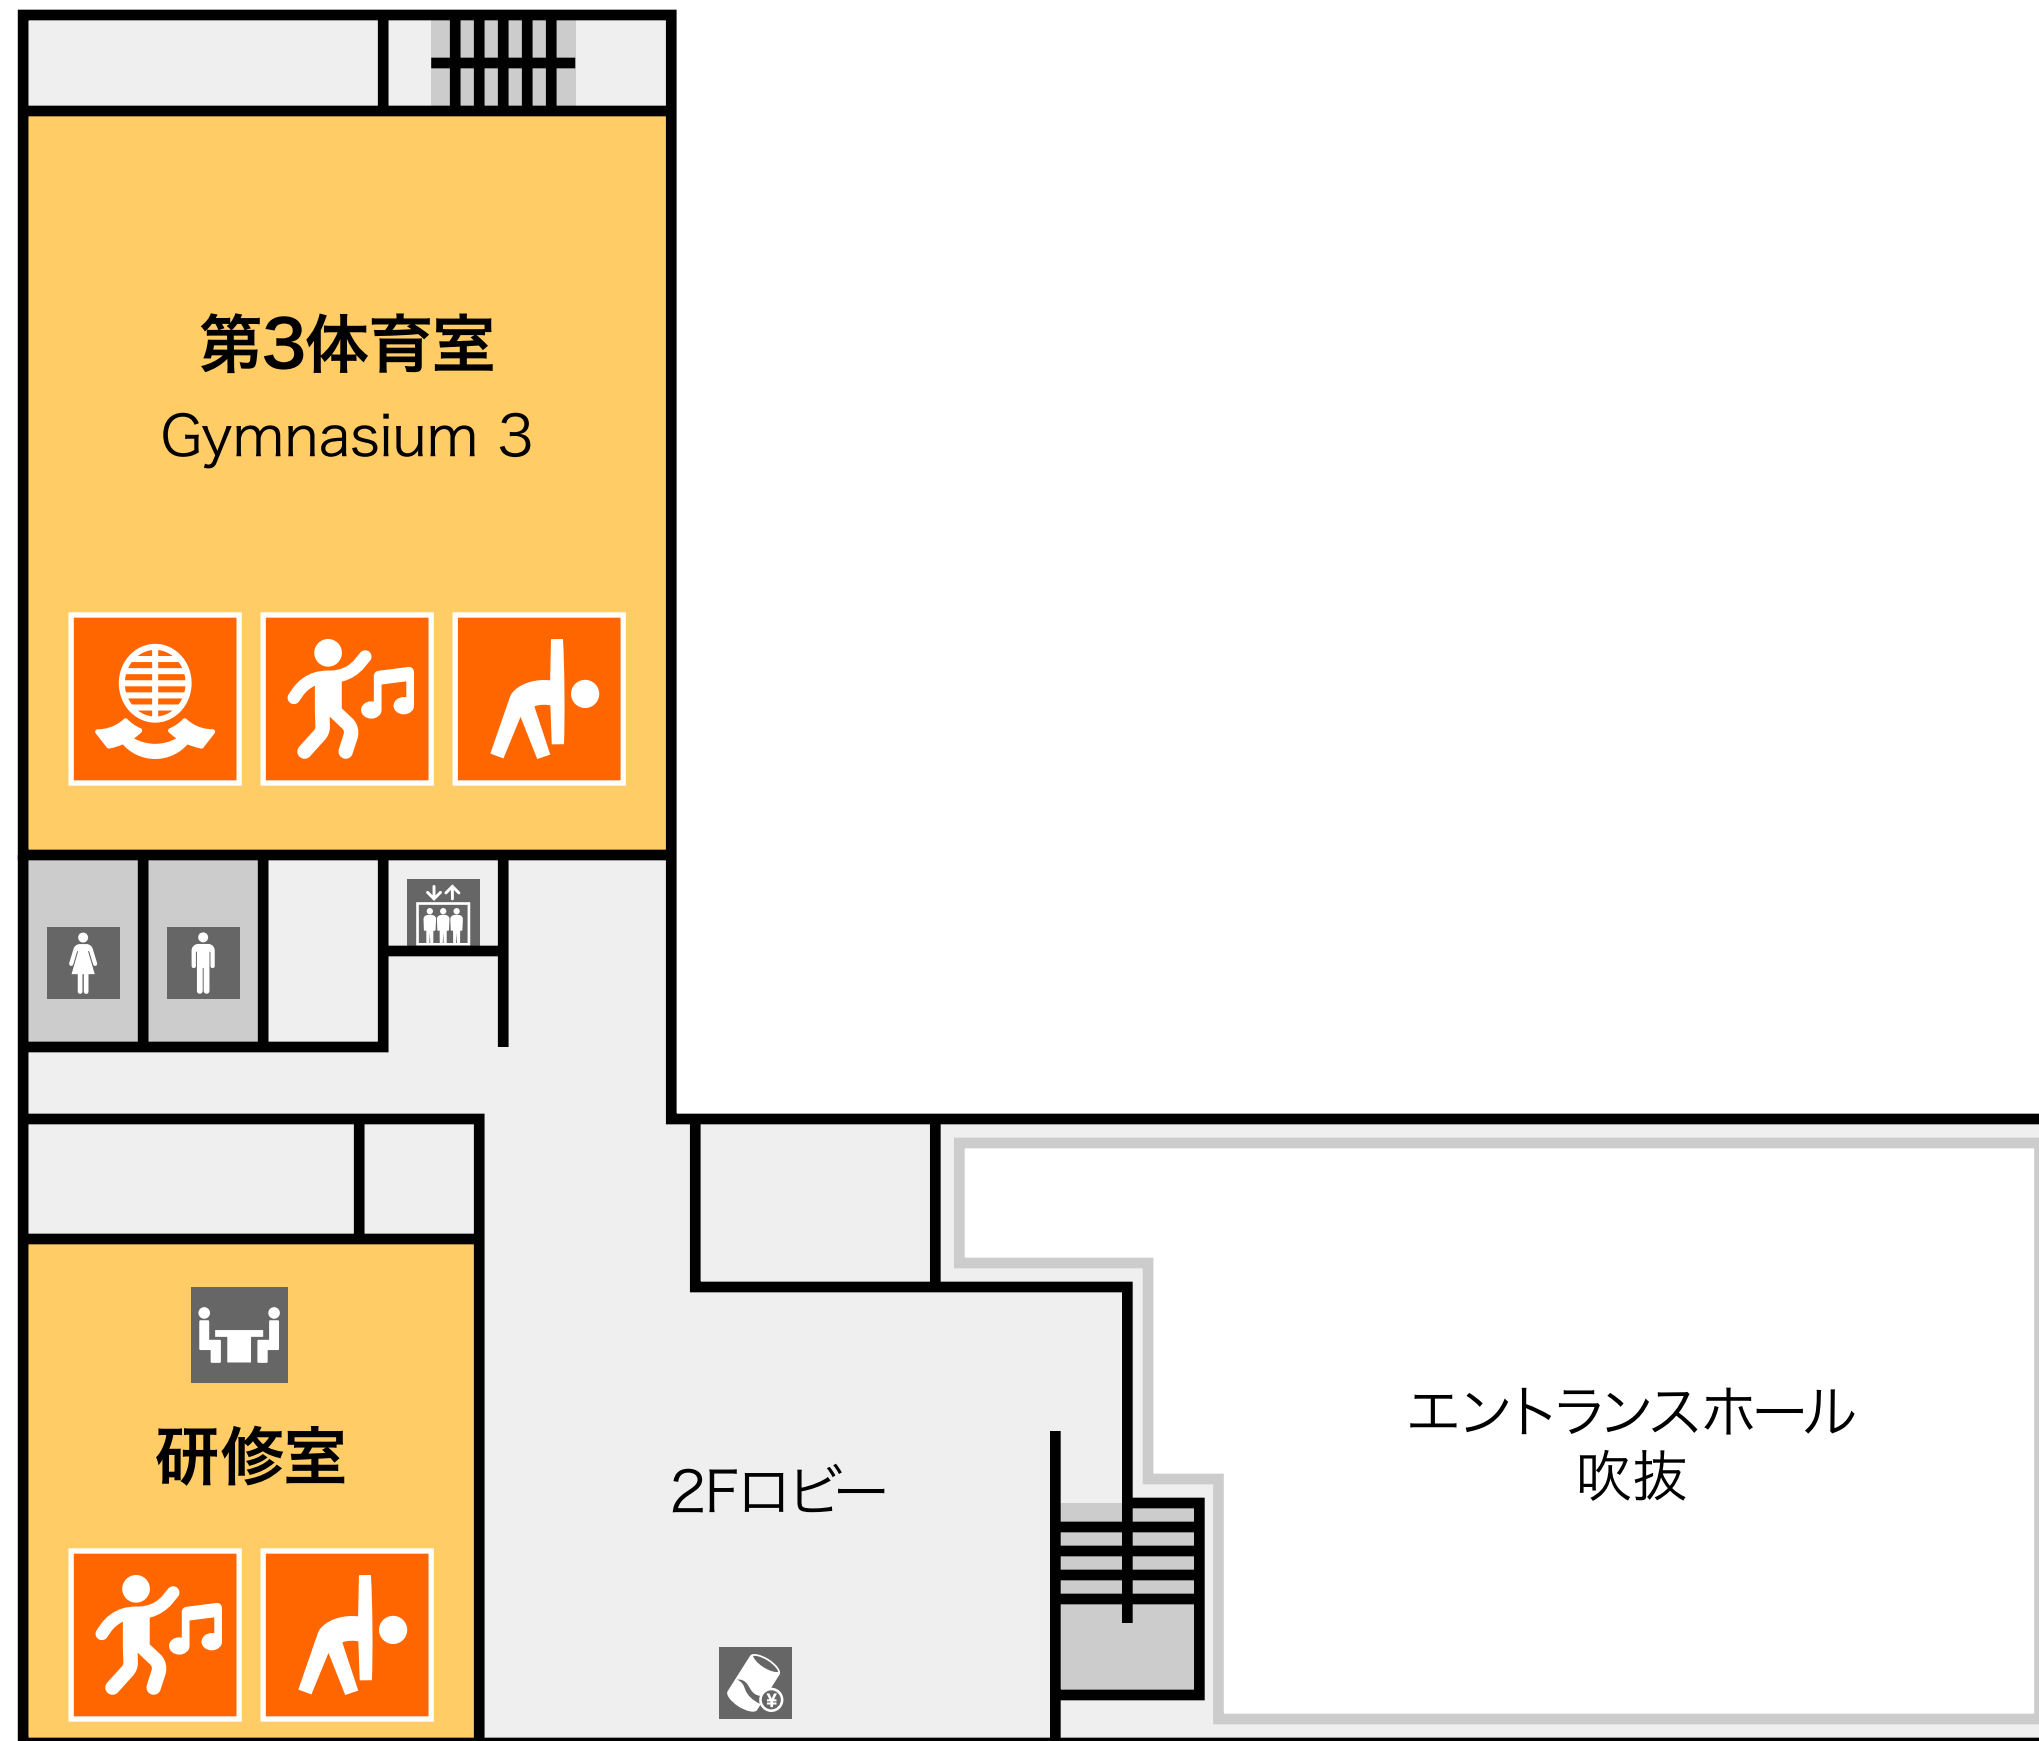 第3体育室
Gymnasium 3
研修室
2Fロビー
エントランスホール
吹抜
¥